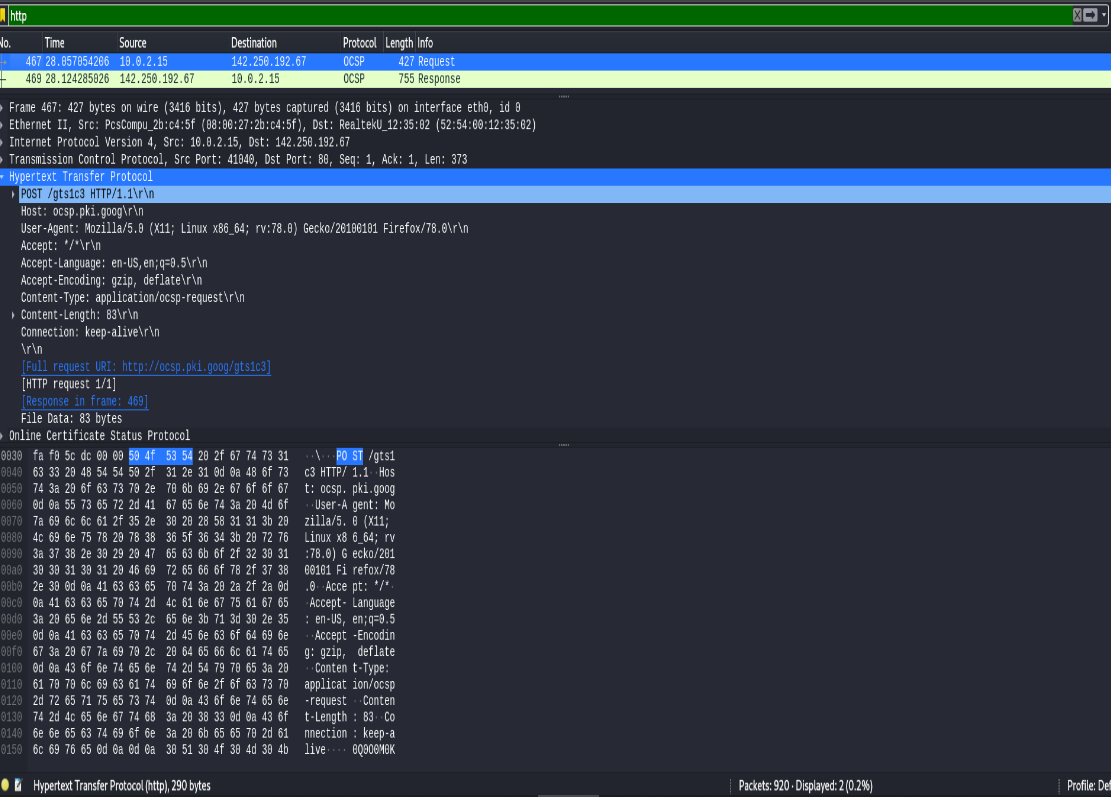 http
No. Time Source Destination Protocol Length Info
467 28.057054206 10.0.2.15 142.250.192.67 OCSP 427 Request
469 28.124285026 142.250.192.67 10.0.2.15 OCSP 755 Response
Frame 467: 427 bytes on wire (3416 bits), 427 bytes captured (3416 bits) on interface eth0, id 0
Ethernet II, Src: PcsCompu_2b:c4:5f (08:00:27:2b:c4:5f), Dst: RealtekU_12:35:02 (52:54:00:12:35:02)
Internet Protocol Version 4, Src: 10.0.2.15, Dst: 142.250.192.67
Transmission Control Protocol, Src Port: 41040, Dst Port: 80, Seq: 1, Ack: 1, Len: 373
Hypertext Transfer Protocol
POST /gts1c3 HTTP/1.1\r\n
Host: ocsp.pki.goog\r\n
User-Agent: Mozilla/5.0 (X11; Linux x86_64; rv:78.0) Gecko/20100101 Firefox/78.0\r\n
Accept: */*\r\n
Accept-Language: en-US,en;q=0.5\r\n
Accept-Encoding: gzip, deflate\r\n
Content-Type: application/ocsp-request\r\n
Content-Length: 83\r\n
Connection: keep-alive\r\n
\r\n
[Full request URI: http://ocsp.pki.goog/gts1c3]
[HTTP request 1/1]
[Response in frame: 469]
File Data: 83 bytes
Online Certificate Status Protocol
0030 fa f0 5c dc 00 00 50 4f 53 54 20 2f 67 74 73 31 ··\···PO ST /gts1
0040 63 33 20 48 54 54 50 2f 31 2e 31 0d 0a 48 6f 73 c3 HTTP/ 1.1··Hos
0050 74 3a 20 6f 63 73 70 2e 70 6b 69 2e 67 6f 6f 67 t: ocsp. pki.goog
0060 0d 0a 55 73 65 72 2d 41 67 65 6e 74 3a 20 4d 6f ··User-A gent: Mo
0070 7a 69 6c 6c 61 2f 35 2e 30 20 28 58 31 31 3b 20 zilla/5. 0 (X11;
0080 4c 69 6e 75 78 20 78 38 36 5f 36 34 3b 20 72 76 Linux x8 6_64; rv
0090 3a 37 38 2e 30 29 20 47 65 63 6b 6f 2f 32 30 31 :78.0) G ecko/201
00a0 30 30 31 30 31 20 46 69 72 65 66 6f 78 2f 37 38 00101 Fi refox/78
00b0 2e 30 0d 0a 41 63 63 65 70 74 3a 20 2a 2f 2a 0d .0··Acce pt: */*·
00c0 0a 41 63 63 65 70 74 2d 4c 61 6e 67 75 61 67 65 ·Accept- Language
00d0 3a 20 65 6e 2d 55 53 2c 65 6e 3b 71 3d 30 2e 35 : en-US, en;q=0.5
00e0 0d 0a 41 63 63 65 70 74 2d 45 6e 63 6f 64 69 6e ··Accept -Encodin
00f0 67 3a 20 67 7a 69 70 2c 20 64 65 66 6c 61 74 65 g: gzip, deflate
0100 0d 0a 43 6f 6e 74 65 6e 74 2d 54 79 70 65 3a 20 ··Conten t-Type:
0110 61 70 70 6c 69 63 61 74 69 6f 6e 2f 6f 63 73 70 applicat ion/ocsp
0120 2d 72 65 71 75 65 73 74 0d 0a 43 6f 6e 74 65 6e -request ··Conten
0130 74 2d 4c 65 6e 67 74 68 3a 20 38 33 0d 0a 43 6f t-Length : 83··Co
0140 6e 6e 65 63 74 69 6f 6e 3a 20 6b 65 65 70 2d 61 nnection : keep-a
0150 6c 69 76 65 0d 0a 0d 0a 30 51 30 4f 30 4d 30 4b live···· 0Q0O0M0K
Hypertext Transfer Protocol (http), 290 bytes Packets: 920 · Displayed: 2 (0.2%) Profile: Def